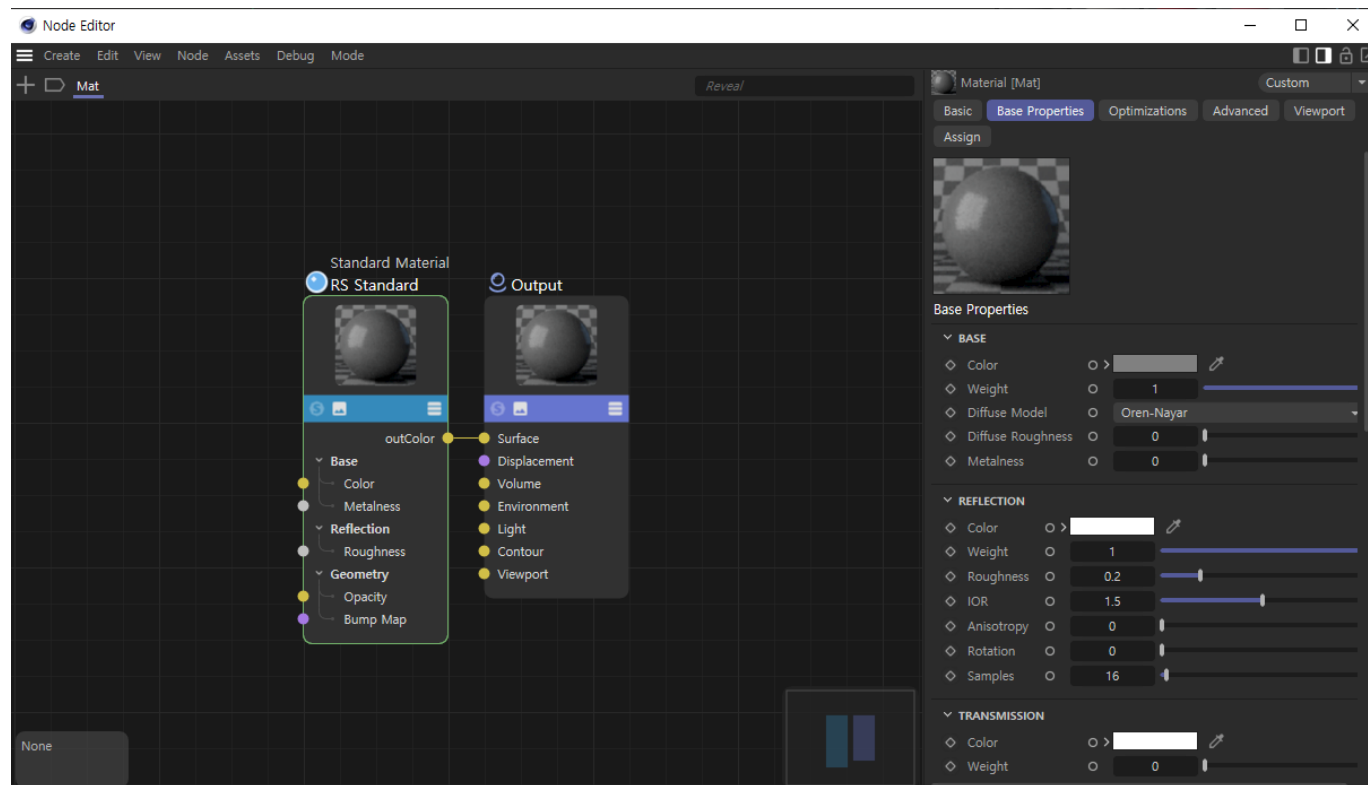 Node Editor
Create Edit View Node Assets Debug Mode
Mat
Reveal
Standard Material
RS Standard
outColor
Base
Color
Metalness
Reflection
Roughness
Geometry
Opacity
Bump Map
Output
Surface
Displacement
Volume
Environment
Light
Contour
Viewport
None
Material [Mat]
Custom
Basic Base Properties Optimizations Advanced Viewport
Assign
Base Properties
BASE
Color
Weight 1
Diffuse Model Oren-Nayar
Diffuse Roughness 0
Metalness 0
REFLECTION
Color
Weight 1
Roughness 0.2
IOR 1.5
Anisotropy 0
Rotation 0
Samples 16
TRANSMISSION
Color
Weight 0